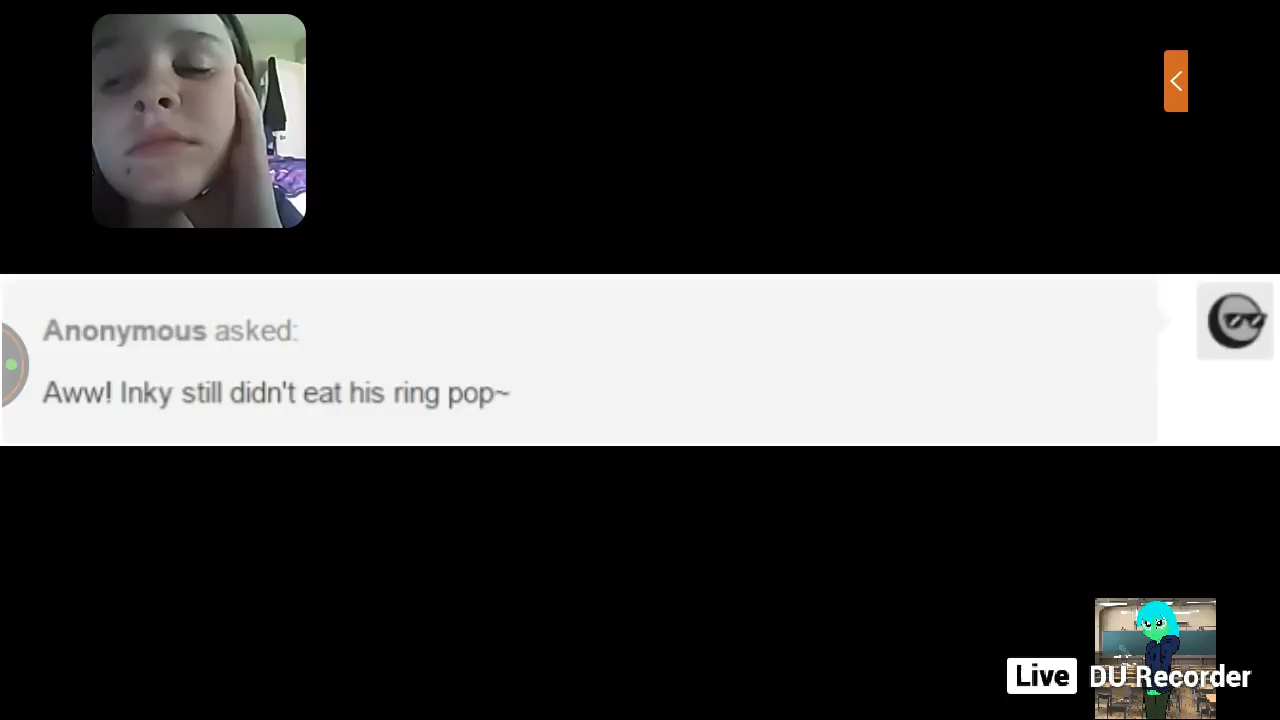 Anonymous asked:
Aww! Inky still didn't eat his ring pop~
Live DU Recorder